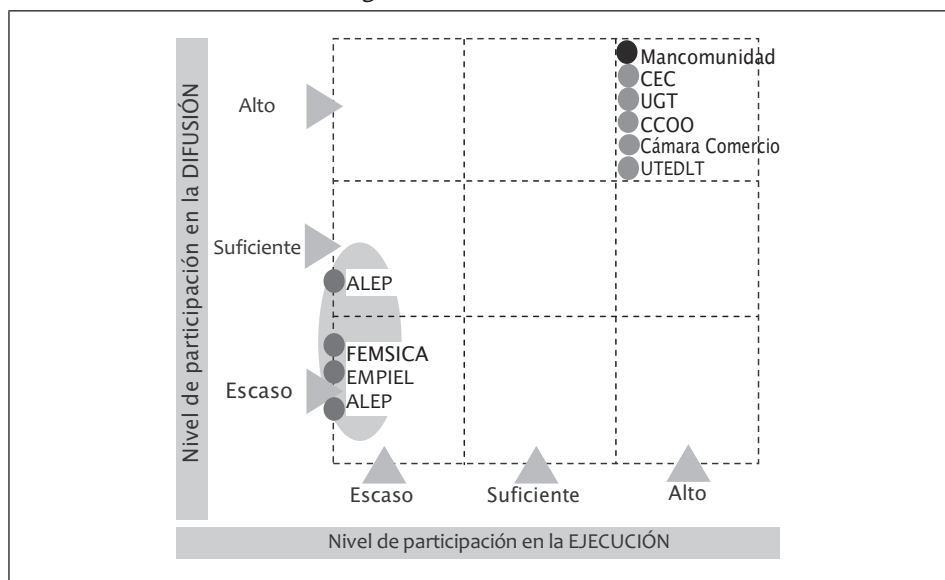 Nivel de participación en la DIFUSIÓN
Alto
Suficiente
Escaso
Mancomunidad
CEC
UGT
CCOO
Cámara Comercio
UTEDLT
ALEP
FEMSICA
EMPIEL
ALEP
Escaso
Suficiente
Alto
Nivel de participación en la EJECUCIÓN